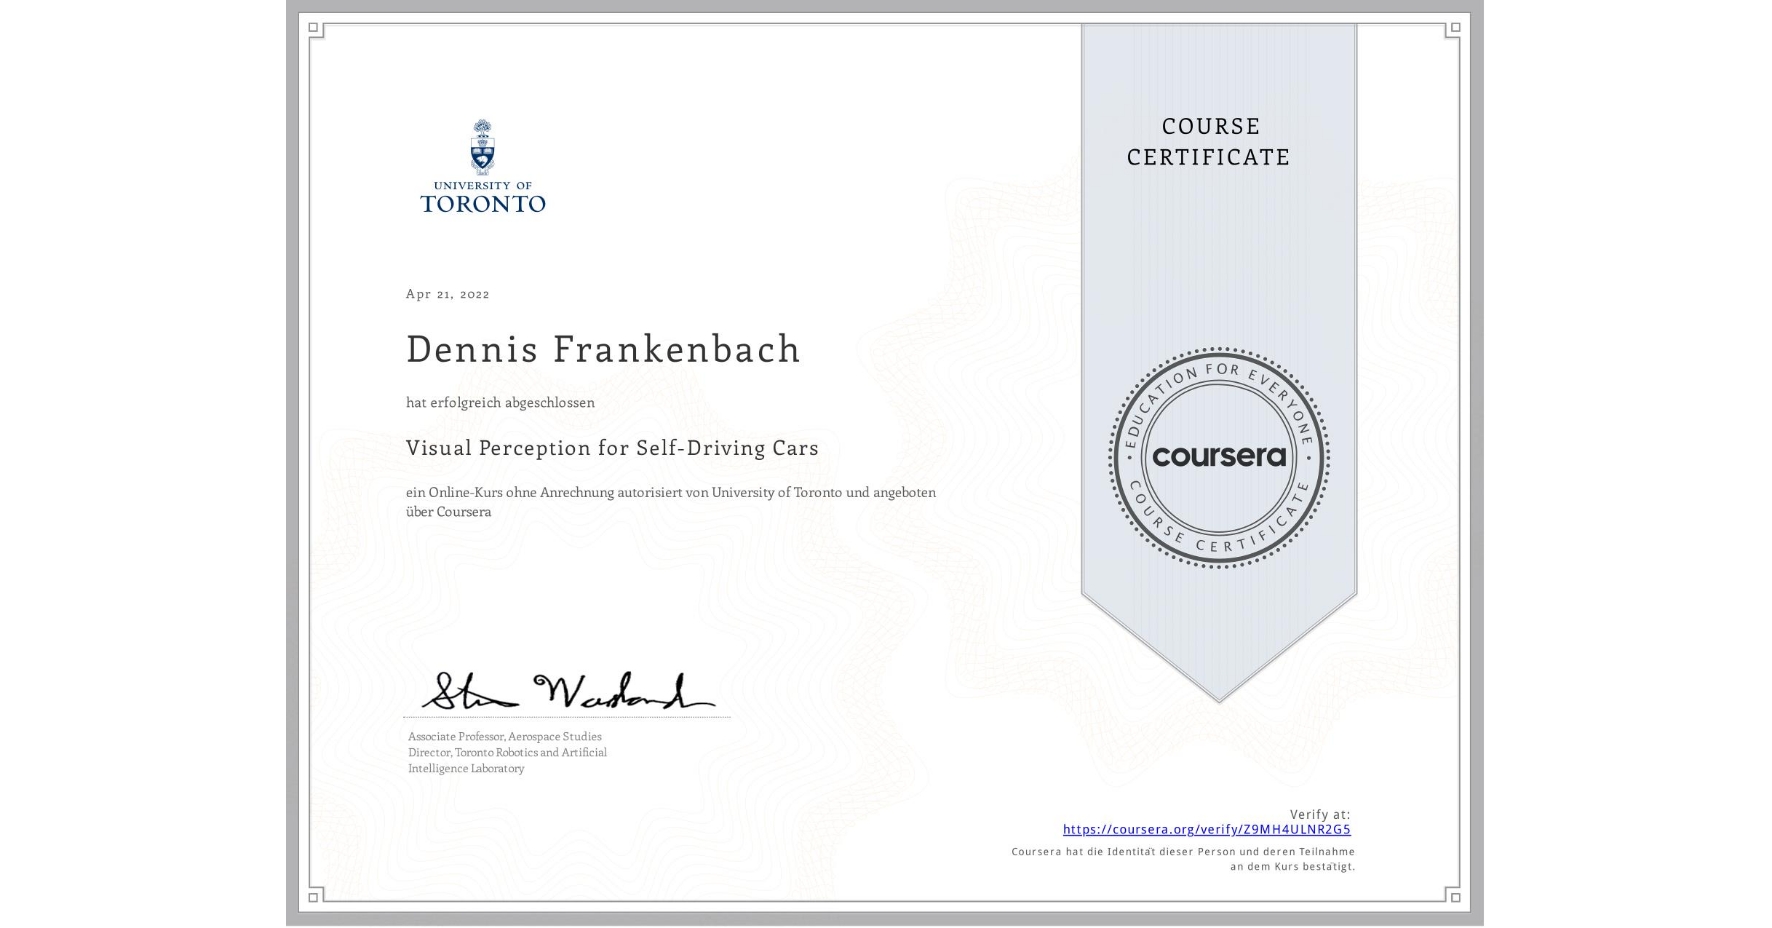 UNIVERSITY OF
TORONTO
COURSE
CERTIFICATE
Apr 21, 2022
Dennis Frankenbach
hat erfolgreich abgeschlossen
Visual Perception for Self-Driving Cars
ein Online-Kurs ohne Anrechnung autorisiert von University of Toronto und angeboten
über Coursera
EDUCATION FOR EVERYONE
coursera
COURSE CERTIFICATE
Associate Professor, Aerospace Studies
Director, Toronto Robotics and Artificial
Intelligence Laboratory
Verify at:
https://coursera.org/verify/Z9MH4ULNR2G5
Coursera hat die Identität dieser Person und deren Teilnahme
an dem Kurs bestätigt.